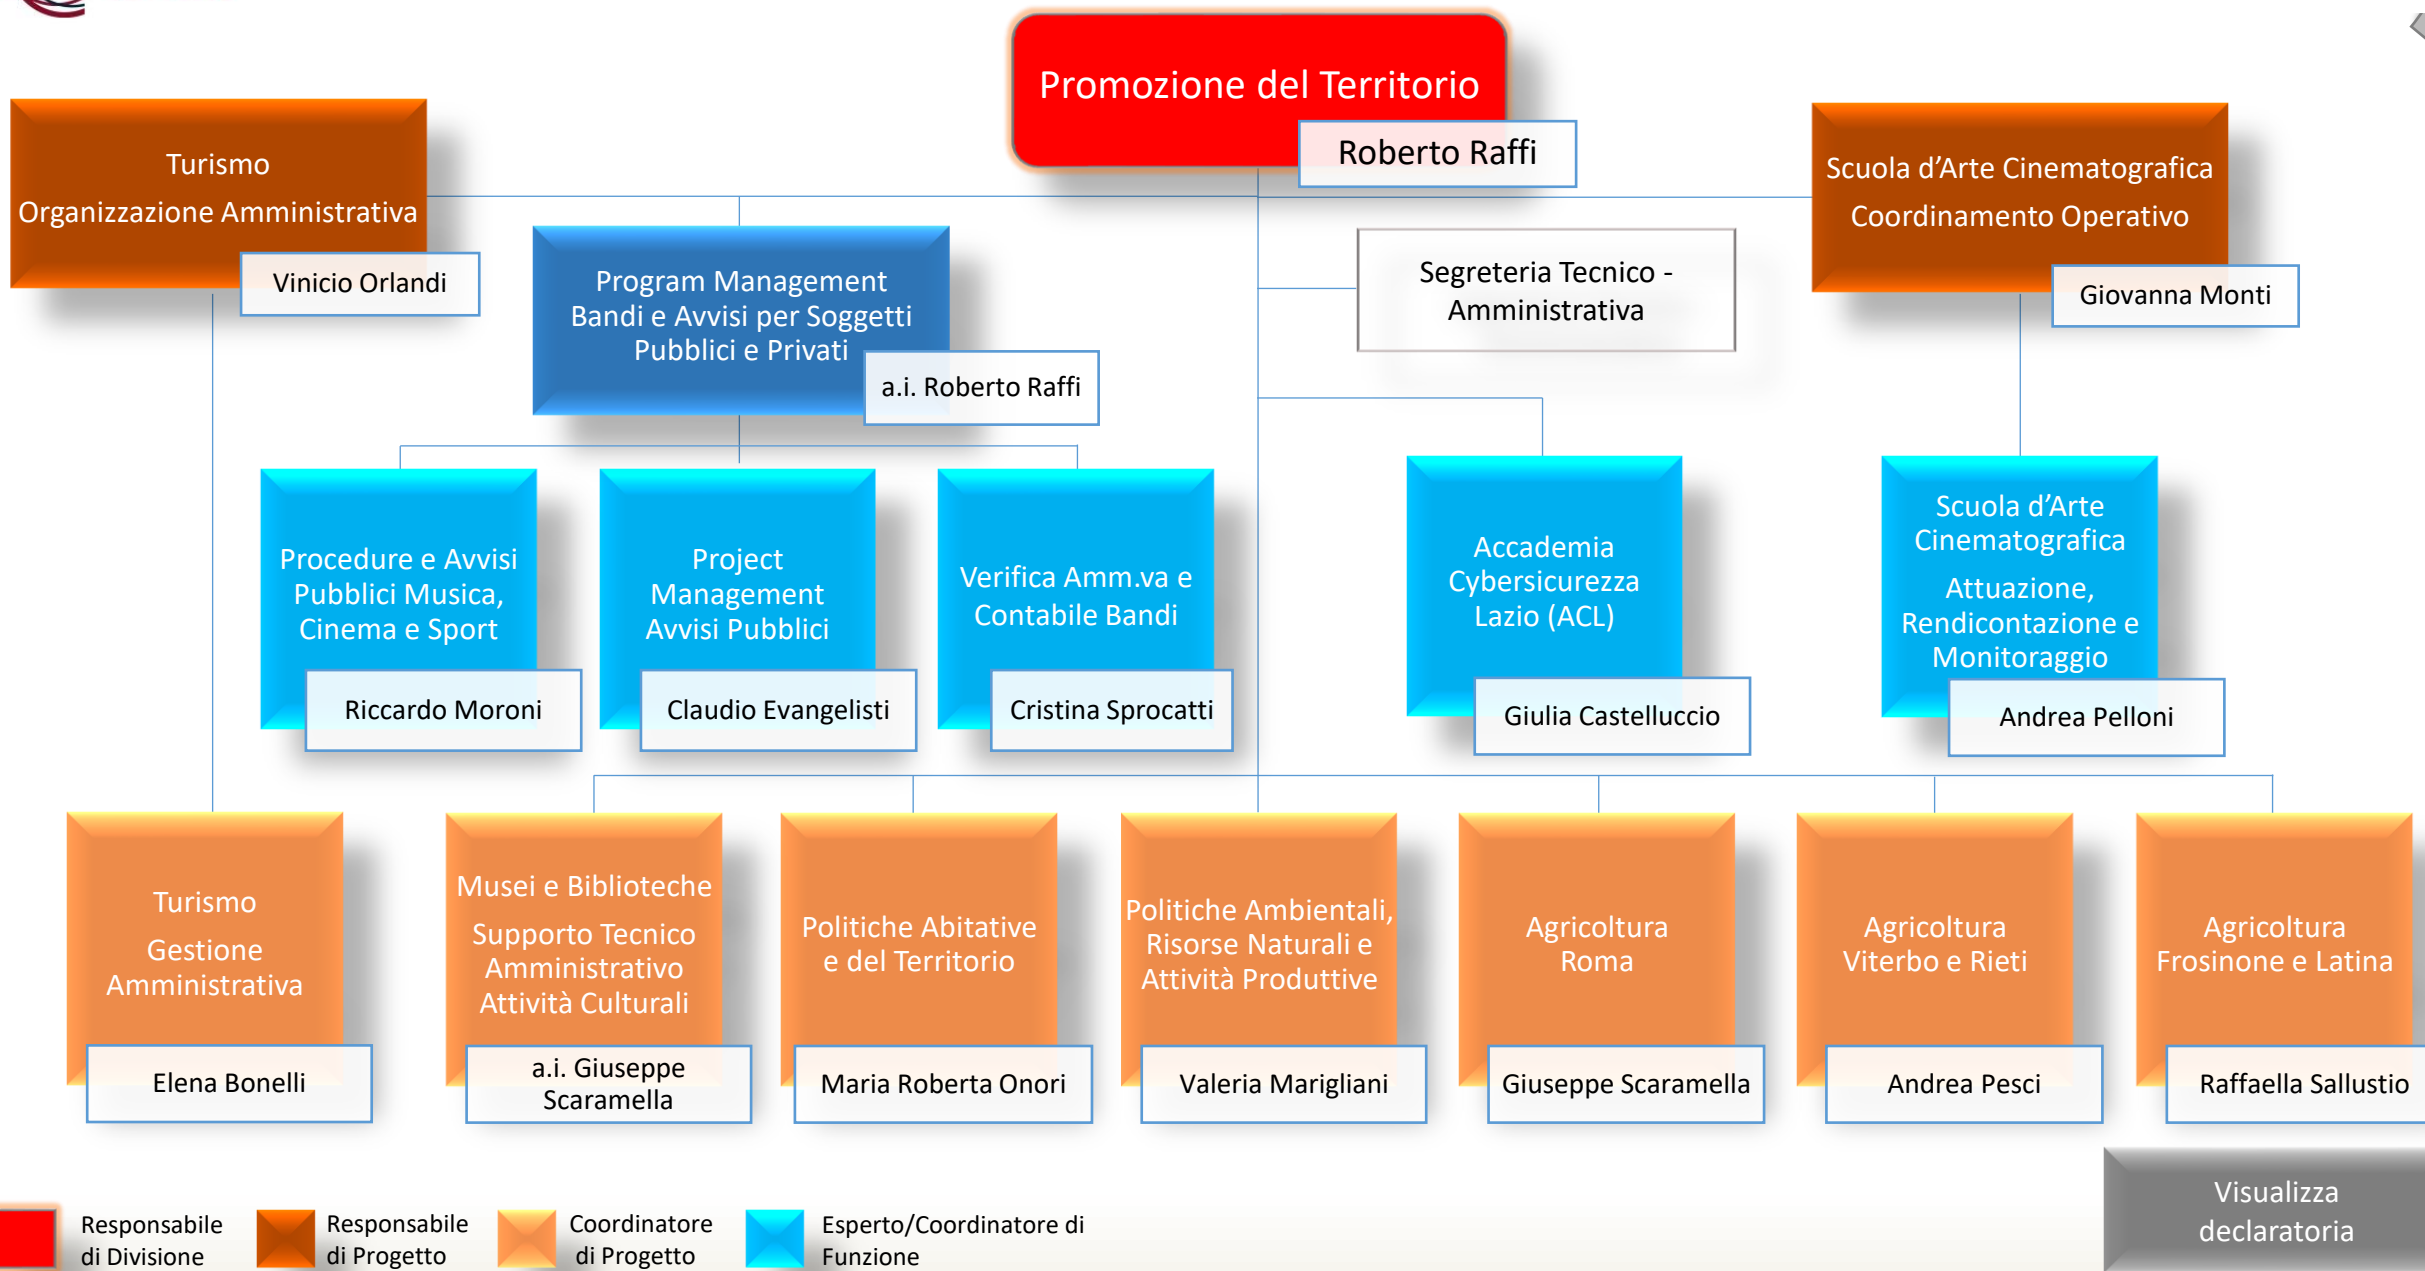 Promozione del Territorio
Roberto Raffi
Turismo
Organizzazione Amministrativa
Vinicio Orlandi
Scuola d'Arte Cinematografica
Coordinamento Operativo
Giovanna Monti
Program Management
Bandi e Avvisi per Soggetti
Pubblici e Privati
a.i. Roberto Raffi
Segreteria Tecnico -
Amministrativa
Procedure e Avvisi
Pubblici Musica,
Cinema e Sport
Riccardo Moroni
Project
Management
Avvisi Pubblici
Claudio Evangelisti
Verifica Amm.va e
Contabile Bandi
Cristina Sprocatti
Accademia
Cybersicurezza
Lazio (ACL)
Giulia Castelluccio
Scuola d'Arte
Cinematografica
Attuazione,
Rendicontazione e
Monitoraggio
Andrea Pelloni
Turismo
Gestione
Amministrativa
Elena Bonelli
Musei e Biblioteche
Supporto Tecnico
Amministrativo
Attività Culturali
a.i. Giuseppe
Scaramella
Politiche Abitative
e del Territorio
Maria Roberta Onori
Politiche Ambientali,
Risorse Naturali e
Attività Produttive
Valeria Marigliani
Agricoltura
Roma
Giuseppe Scaramella
Agricoltura
Viterbo e Rieti
Andrea Pesci
Agricoltura
Frosinone e Latina
Raffaella Sallustio
Visualizza
declaratoria
Responsabile
di Divisione
Responsabile
di Progetto
Coordinatore
di Progetto
Esperto/Coordinatore di
Funzione